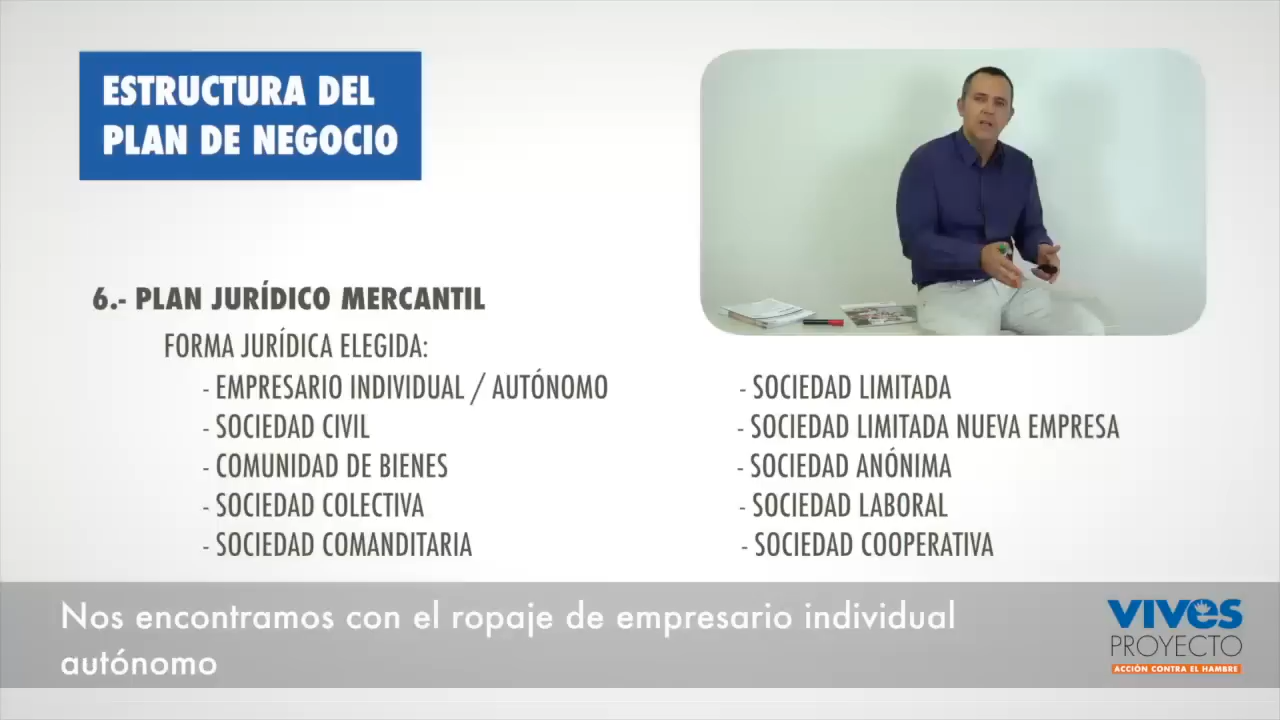 ESTRUCTURA DEL
PLAN DE NEGOCIO
6.- PLAN JURÍDICO MERCANTIL
FORMA JURÍDICA ELEGIDA:
- EMPRESARIO INDIVIDUAL / AUTÓNOMO
- SOCIEDAD CIVIL
- COMUNIDAD DE BIENES
- SOCIEDAD COLECTIVA
- SOCIEDAD COMANDITARIA
- SOCIEDAD LIMITADA
- SOCIEDAD LIMITADA NUEVA EMPRESA
- SOCIEDAD ANÓNIMA
- SOCIEDAD LABORAL
- SOCIEDAD COOPERATIVA
Nos encontramos con el ropaje de empresario individual
autónomo
VIVES
PROYECTO
ACCIÓN CONTRA EL HAMBRE